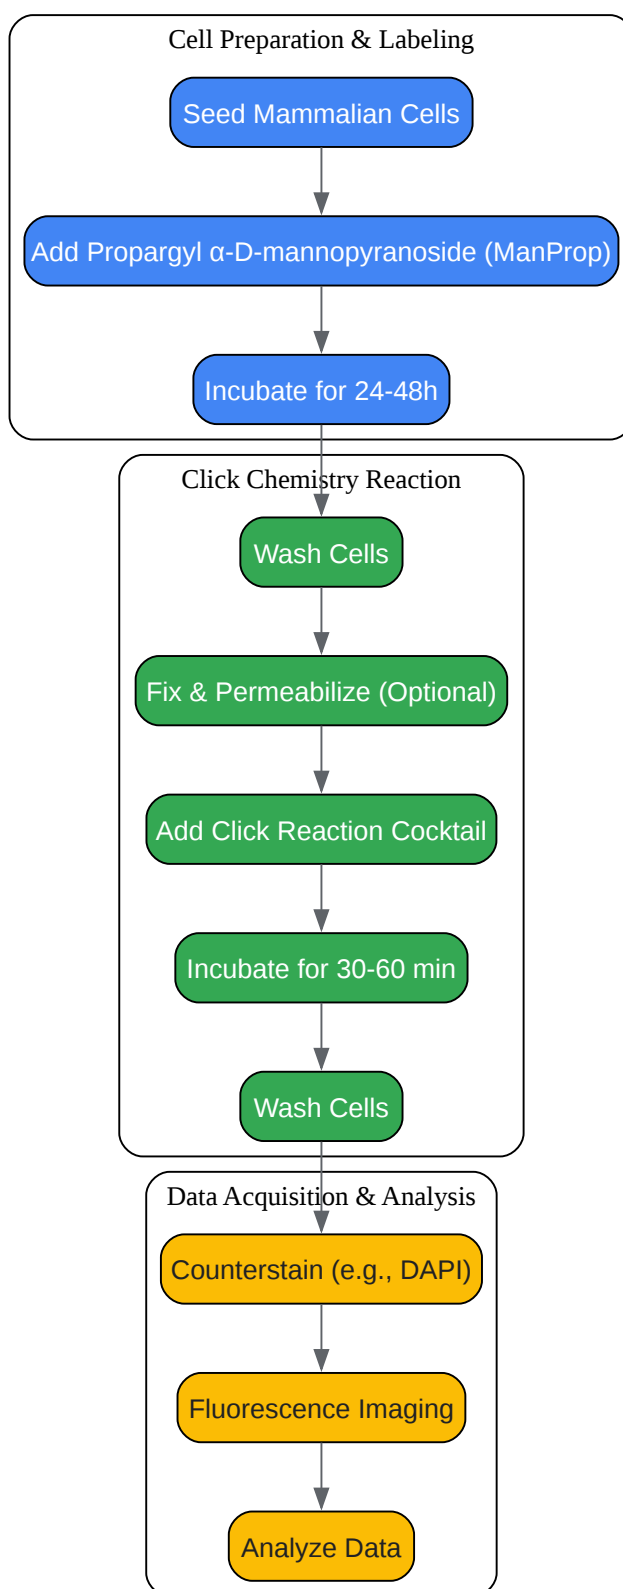 Cell Preparation & Labeling
Seed Mammalian Cells
Add Propargyl α-D-mannopyranoside (ManProp)
Incubate for 24-48h
Click Chemistry Reaction
Wash Cells
Fix & Permeabilize (Optional)
Add Click Reaction Cocktail
Incubate for 30-60 min
Wash Cells
Data Acquisition & Analysis
Counterstain (e.g., DAPI)
Fluorescence Imaging
Analyze Data